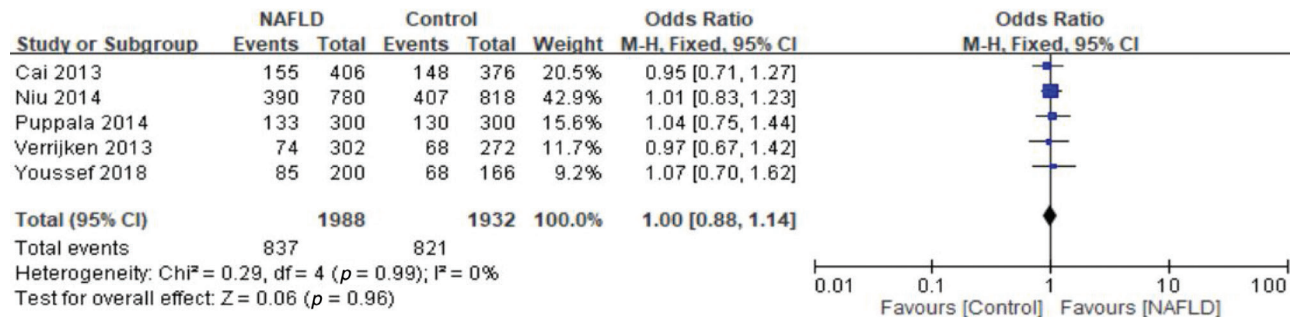 NAFLD Control Odds Ratio Odds Ratio
Study or Subgroup Events Total Events Total Weight M-H, Fixed, 95% CI M-H, Fixed, 95% CI
Cai 2013 155 406 148 376 20.5% 0.95 [0.71, 1.27]
Niu 2014 390 780 407 818 42.9% 1.01 [0.83, 1.23]
Puppala 2014 133 300 130 300 15.6% 1.04 [0.75, 1.44]
Verrijken 2013 74 302 68 272 11.7% 0.97 [0.67, 1.42]
Youssef 2018 85 200 68 166 9.2% 1.07 [0.70, 1.62]
Total (95% CI) 1988 1932 100.0% 1.00 [0.88, 1.14]
Total events 837 821
Heterogeneity: Chi² = 0.29, df = 4 (p = 0.99); I² = 0%
Test for overall effect: Z = 0.06 (p = 0.96)
0.01 0.1 1 10 100
Favours [Control] Favours [NAFLD]